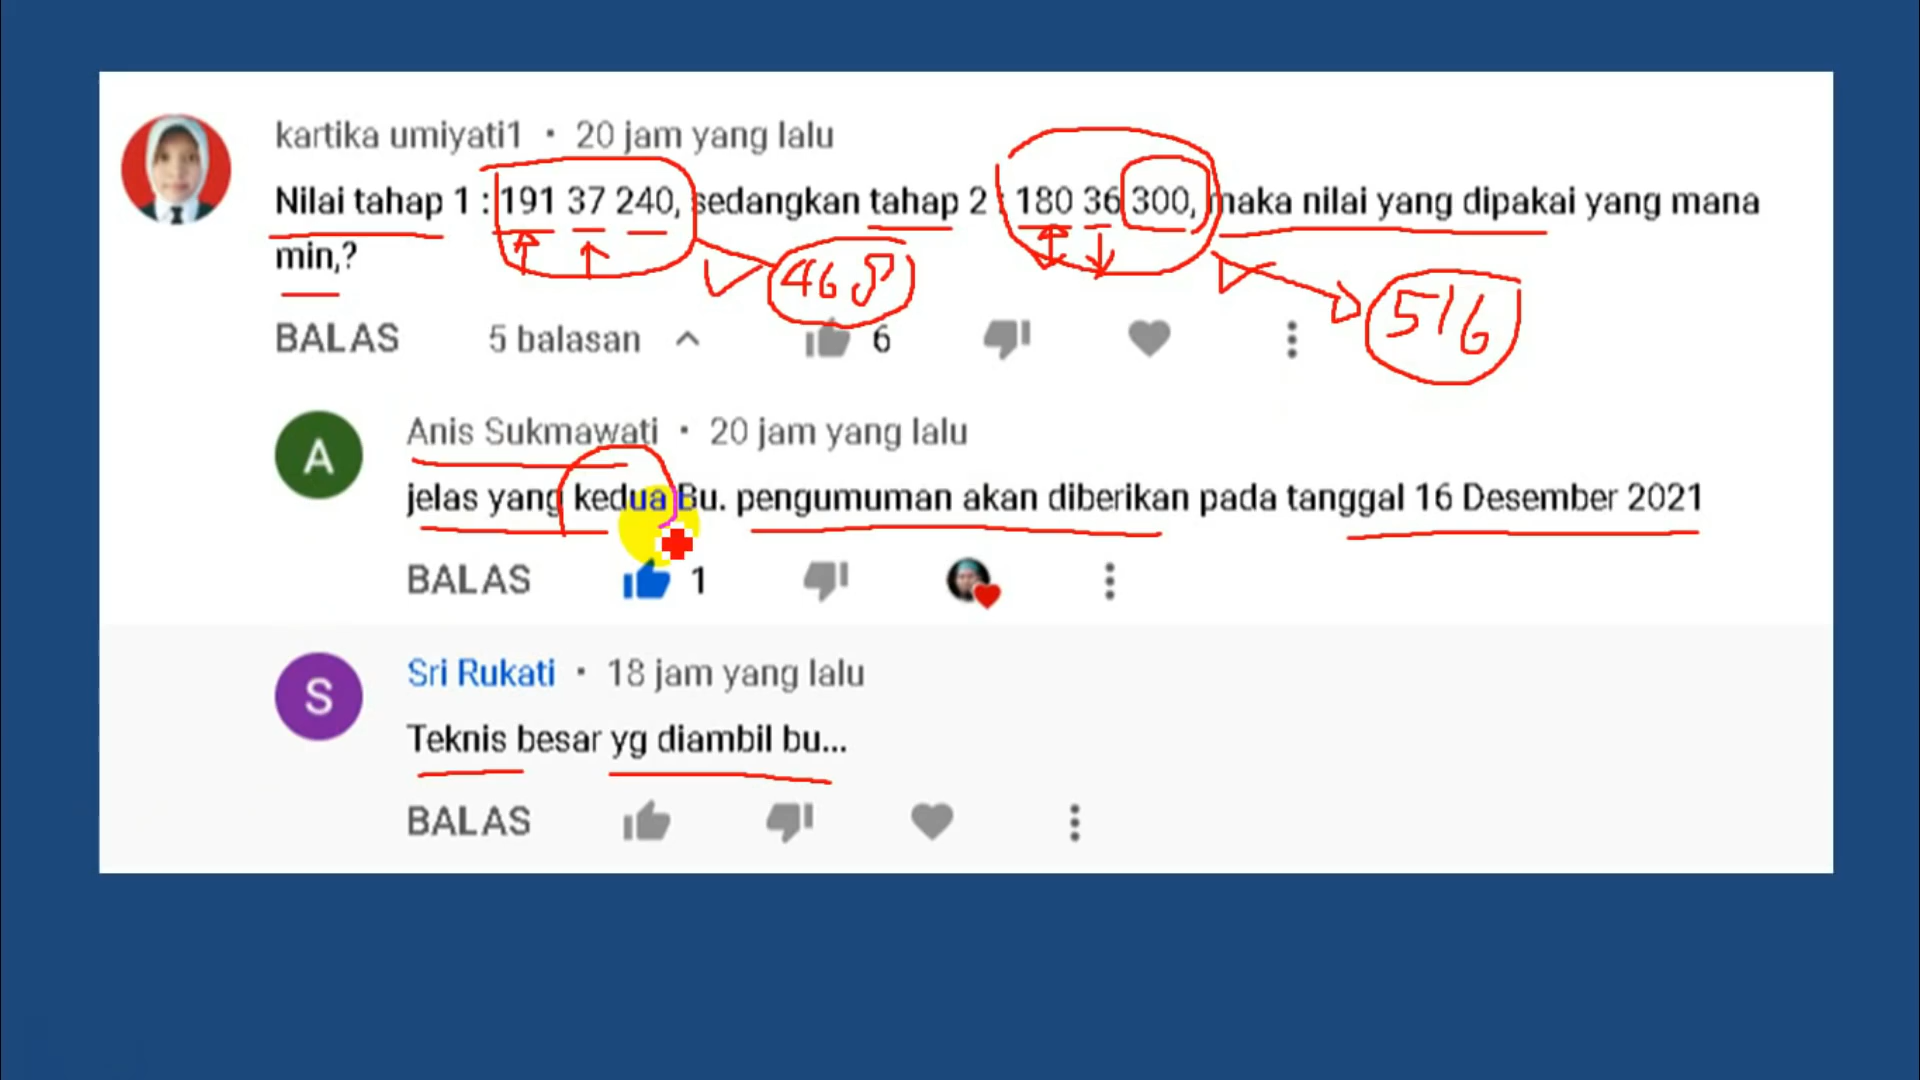 kartika umiyati1 • 20 jam yang lalu
Nilai tahap 1 : 191 37 240, sedangkan tahap 2 : 180 36 300, maka nilai yang dipakai yang mana
min,?
468
516
BALAS 5 balasan 6
A
Anis Sukmawati • 20 jam yang lalu
jelas yang kedua Bu. pengumuman akan diberikan pada tanggal 16 Desember 2021
BALAS 1
S
Sri Rukati • 18 jam yang lalu
Teknis besar yg diambil bu...
BALAS